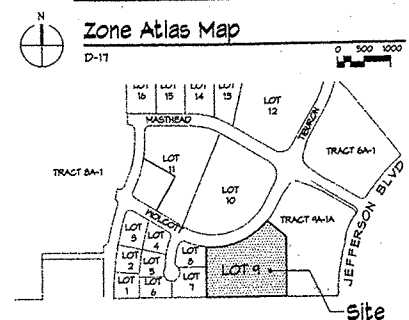 N
Zone Atlas Map
D-17
0 500 1000
LOT 16
LOT 15
LOT 14
LOT 13
LOT 12
MASTHEAD
TIBURON
TRACT 6A-1
TRACT 8A-1
LOT 11
LOT 10
JEFFERSON BLVD
WOLCOTT
TRACT 9A-1A
LOT 3
LOT 4
LOT 2
LOT 5
LOT 8
LOT 9
LOT 1
LOT 6
LOT 7
Site